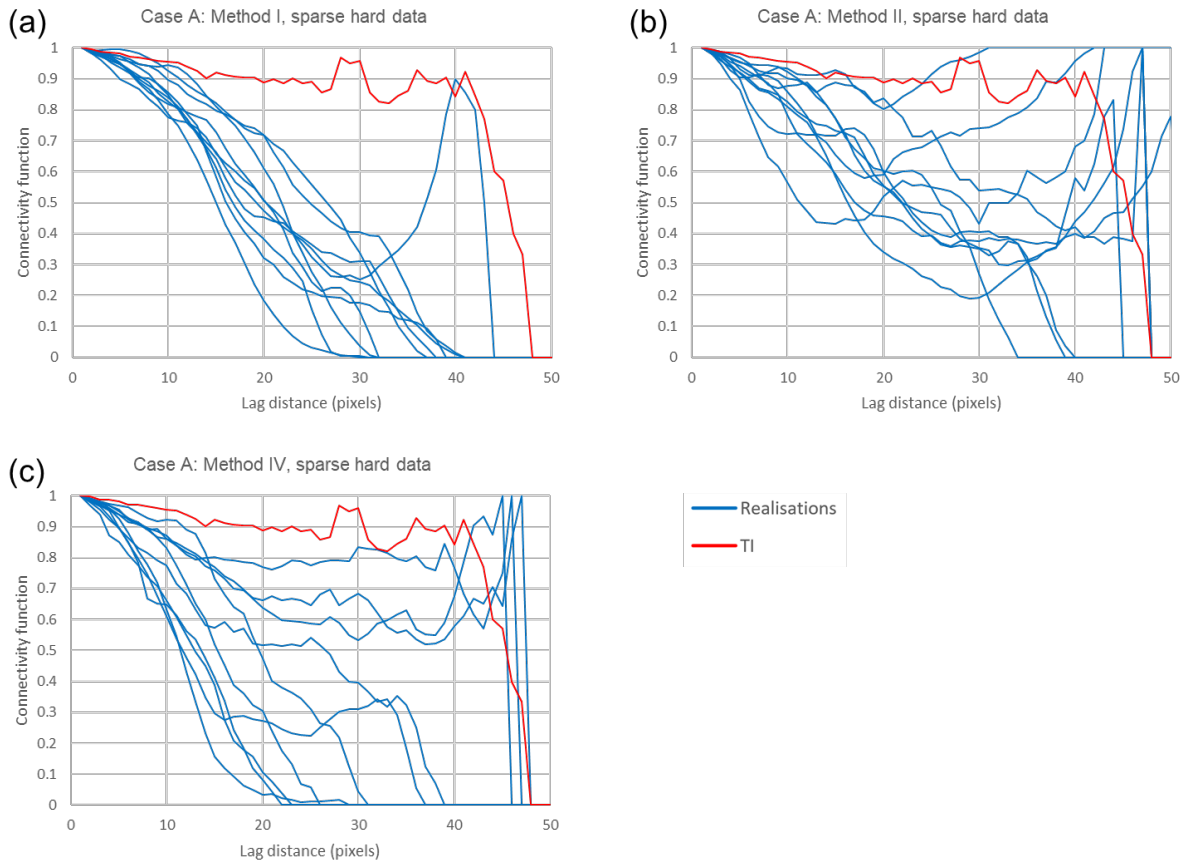 (a)
Case A: Method I, sparse hard data
1
0.9
0.8
0.7
0.6
0.5
0.4
0.3
0.2
0.1
0
Connectivity function
0 10 20 30 40 50
Lag distance (pixels)
(b)
Case A: Method II, sparse hard data
1
0.9
0.8
0.7
0.6
0.5
0.4
0.3
0.2
0.1
0
Connectivity function
0 10 20 30 40 50
Lag distance (pixels)
(c)
Case A: Method IV, sparse hard data
1
0.9
0.8
0.7
0.6
0.5
0.4
0.3
0.2
0.1
0
Connectivity function
0 10 20 30 40 50
Lag distance (pixels)
Realisations
TI